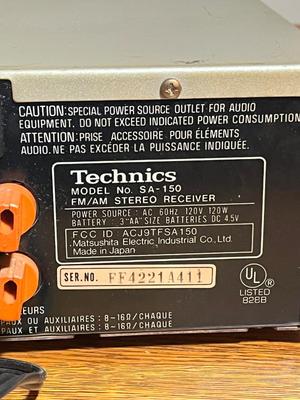 CAUTION: SPECIAL POWER SOURCE OUTLET FOR AUDIO
EQUIPMENT. DO NOT EXCEED INDICATED POWER CONSUMPTION
ATTENTION: PRISE ACCESSOIRE POUR ÉLÉMENTS
AUDIO. NE PAS EXCÉDER LA PUISSANCE INDIQUÉE.
Technics
MODEL No. SA-150
FM/AM STEREO RECEIVER
POWER SOURCE: AC 60Hz 120V 120W
BATTERY: 3"AA" SIZE BATTERIES DC 4.5V
FCC ID: ACJ9TFSA150
Matsushita Electric Industrial Co., Ltd.
Made in Japan
SER.NO. FF4221A411
UL
LISTED
828B
EURS
PAUX OU AUXILIAIRES: 8-16Ω/CHAQUE
PAUX ET AUXILIAIRES: 8-16Ω/CHAQUE